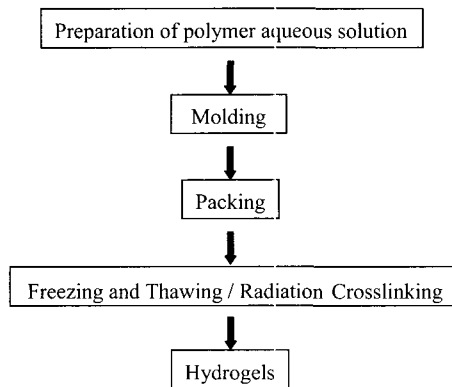 Preparation of polymer aqueous solution
Molding
Packing
Freezing and Thawing / Radiation Crosslinking
Hydrogels